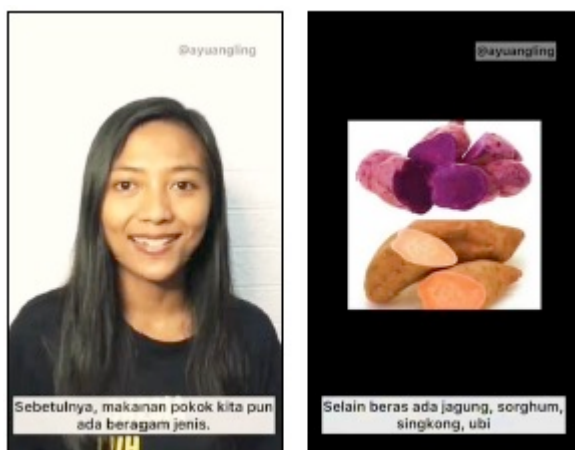 @ayuangling
Sebetulnya, makanan pokok kita pun
ada beragam jenis.
@ayuangling
Selain beras ada jagung, sorghum,
singkong, ubi